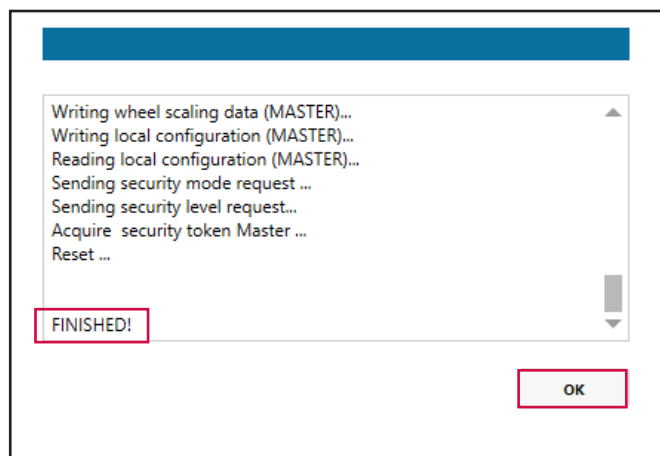 Writing wheel scaling data (MASTER)...
Writing local configuration (MASTER)...
Reading local configuration (MASTER)...
Sending security mode request ...
Sending security level request...
Acquire  security token Master ...
Reset ...
FINISHED!
OK